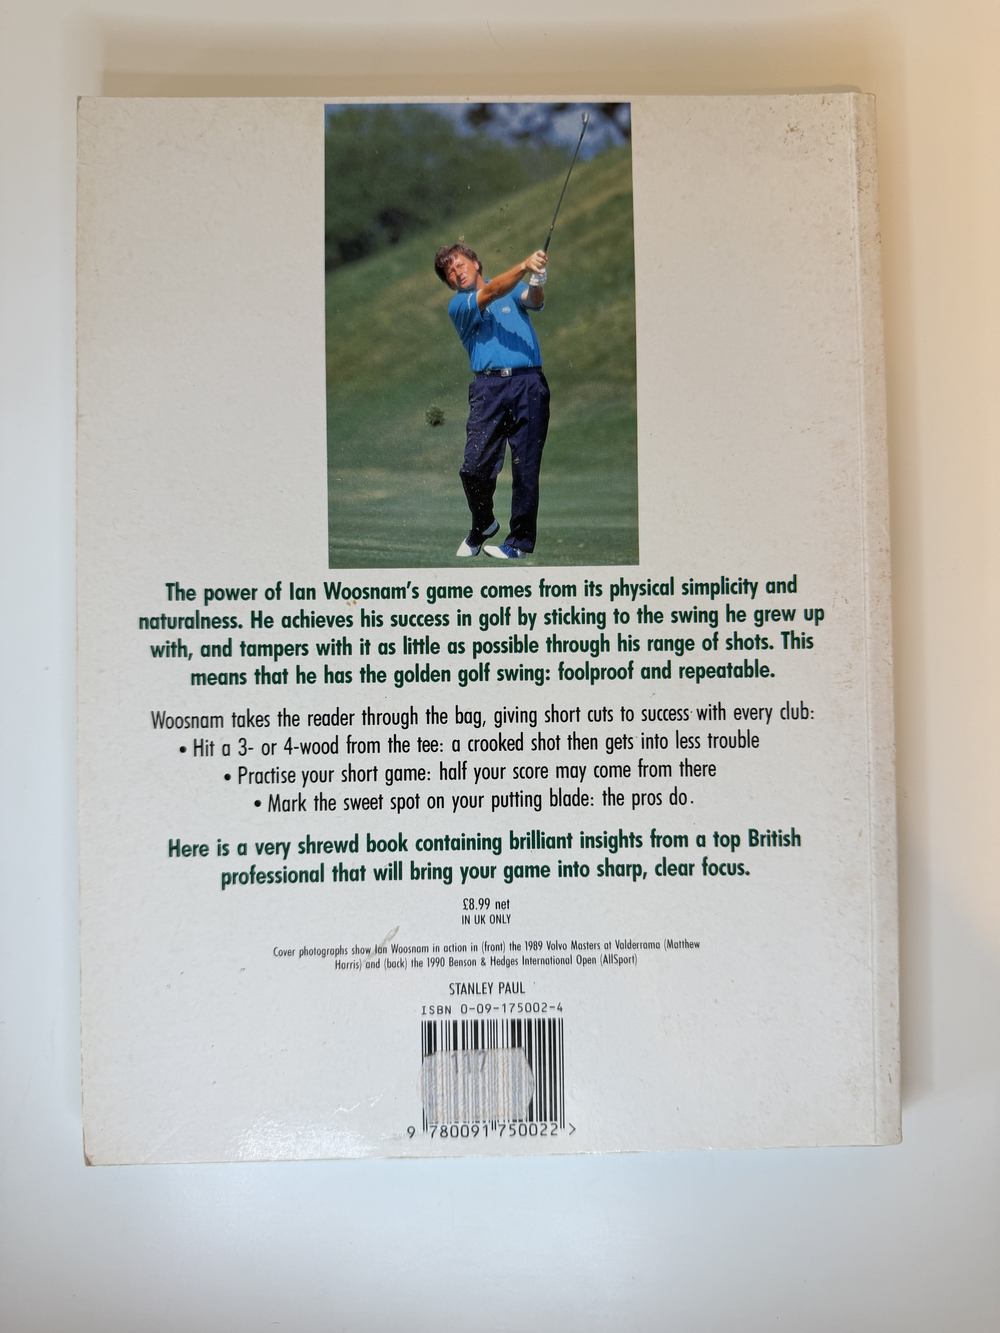 The power of Ian Woosnam's game comes from its physical simplicity and
naturalness. He achieves his success in golf by sticking to the swing he grew up
with, and tampers with it as little as possible through his range of shots. This
means that he has the golden golf swing: foolproof and repeatable.
Woosnam takes the reader through the bag, giving short cuts to success with every club:
• Hit a 3- or 4-wood from the tee: a crooked shot then gets into less trouble
• Practise your short game: half your score may come from there
• Mark the sweet spot on your putting blade: the pros do.
Here is a very shrewd book containing brilliant insights from a top British
professional that will bring your game into sharp, clear focus.
£8.99 net
IN UK ONLY
Cover photographs show Ian Woosnam in action in (front) the 1989 Volvo Masters at Valderrama (Matthew
Harris) and (back) the 1990 Benson & Hedges International Open (AllSport)
STANLEY PAUL
ISBN 0-09-175002-4
9 780091 750022 >